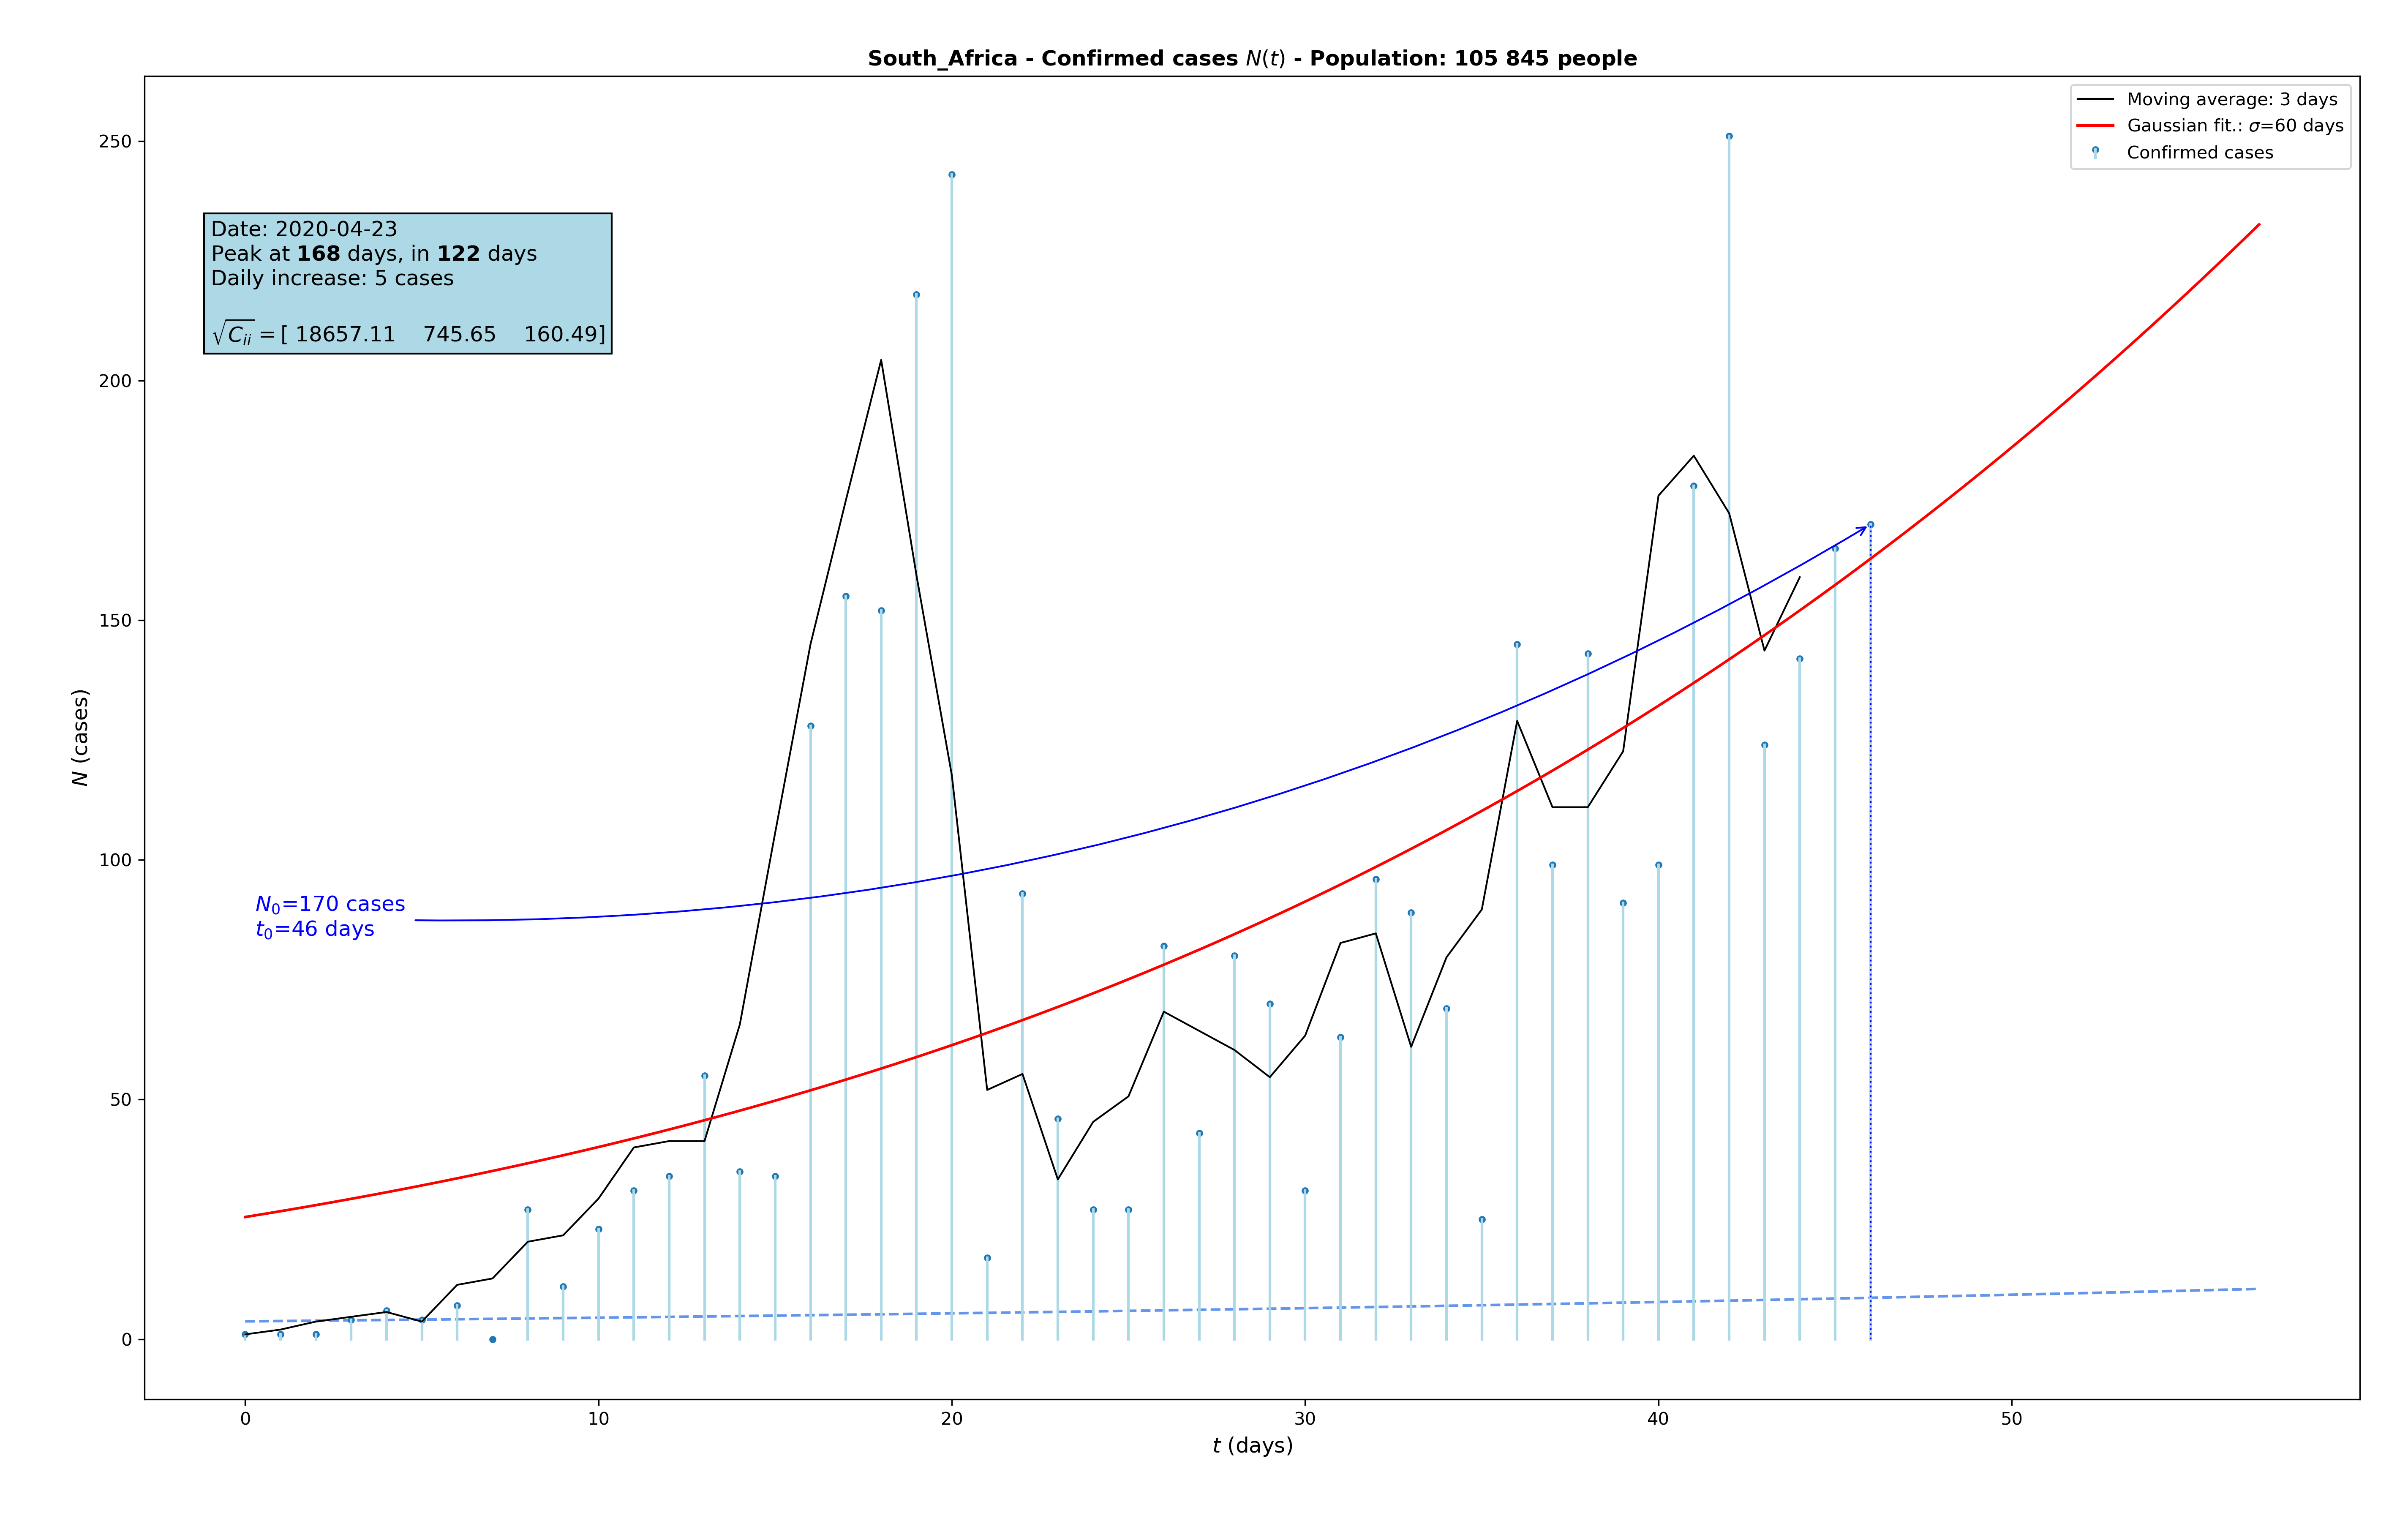 South_Africa - Confirmed cases N(t) - Population: 105 845 people
Moving average: 3 days
Gaussian fit.: σ=60 days
Confirmed cases
Date: 2020-04-23
Peak at 168 days, in 122 days
Daily increase: 5 cases
√C_ii = [ 18657.11 745.65 160.49]
N_0=170 cases
t_0=46 days
N (cases)
250
200
150
100
50
0
0 10 20 30 40 50
t (days)